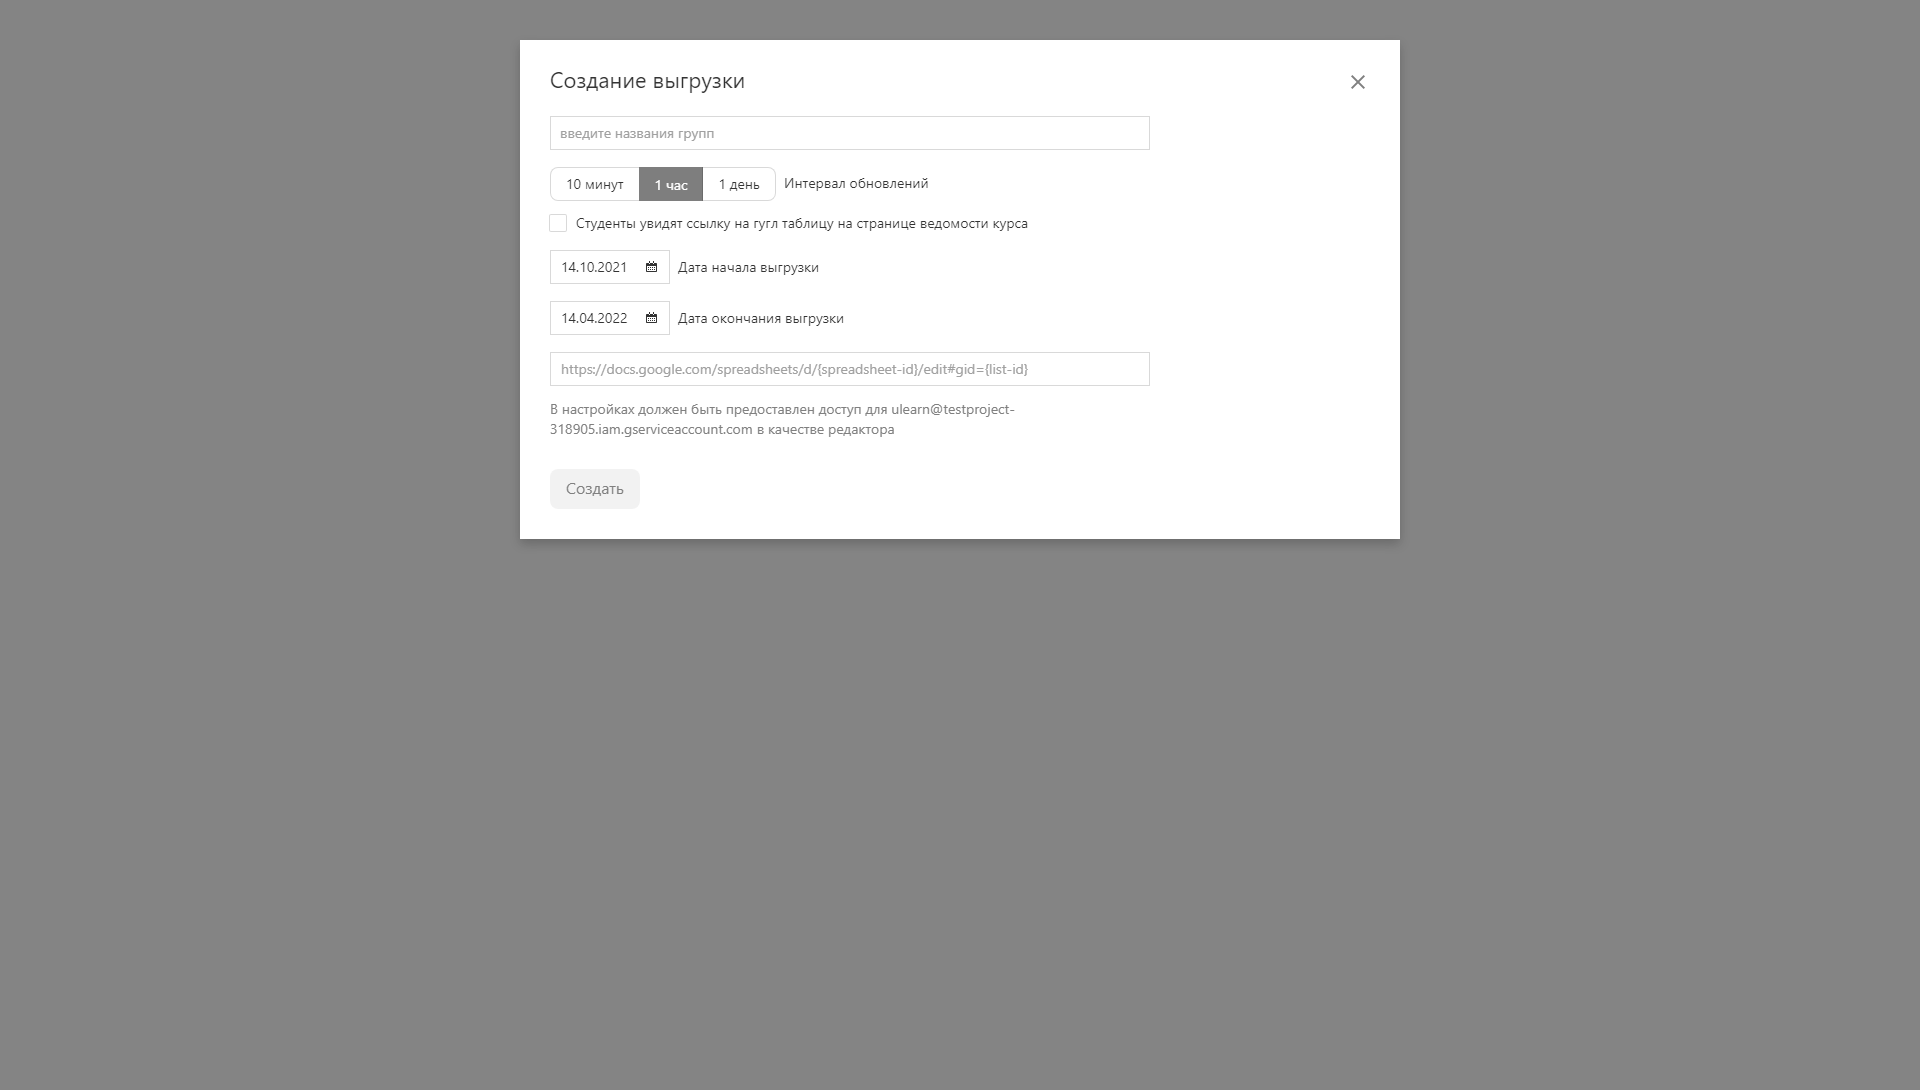 Создание выгрузки
введите названия групп
10 минут 1 час 1 день Интервал обновлений
Студенты увидят ссылку на гугл таблицу на странице ведомости курса
14.10.2021 Дата начала выгрузки
14.04.2022 Дата окончания выгрузки
https://docs.google.com/spreadsheets/d/{spreadsheet-id}/edit#gid={list-id}
В настройках должен быть предоставлен доступ для ulearn@testproject-
318905.iam.gserviceaccount.com в качестве редактора
Создать